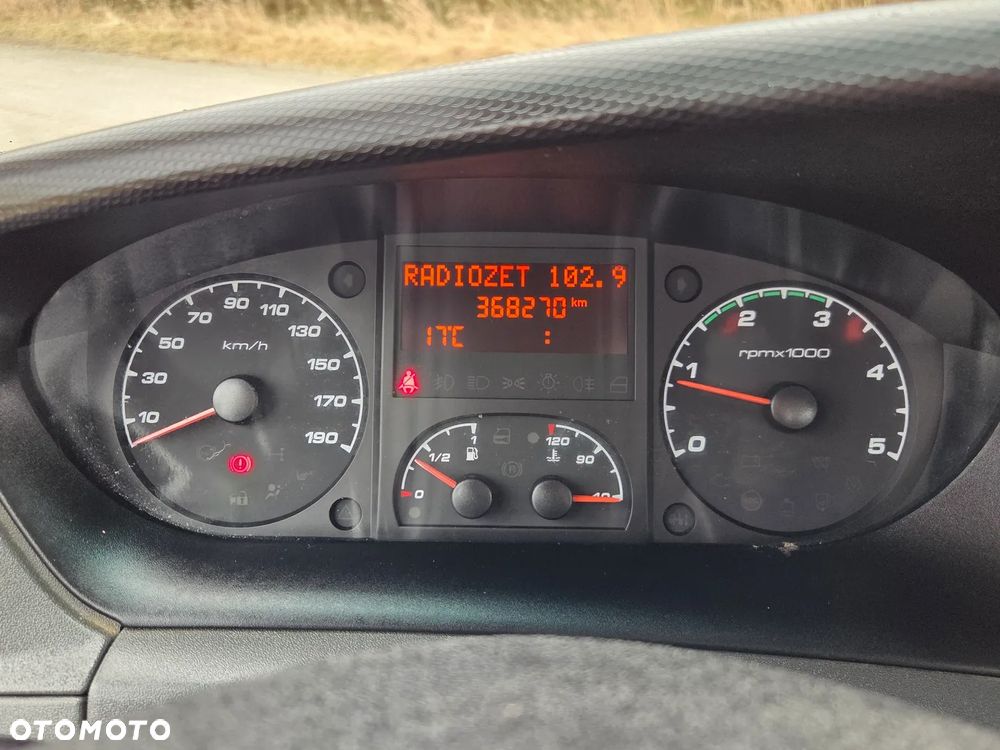 RADIOZET 102.9
368270 km
17°C :
10 30 50 70 90 110 130 150 170 190
km/h
0 1/2 1
120 90 40
0 1 2 3 4 5
rpmx1000
OTOMOTO